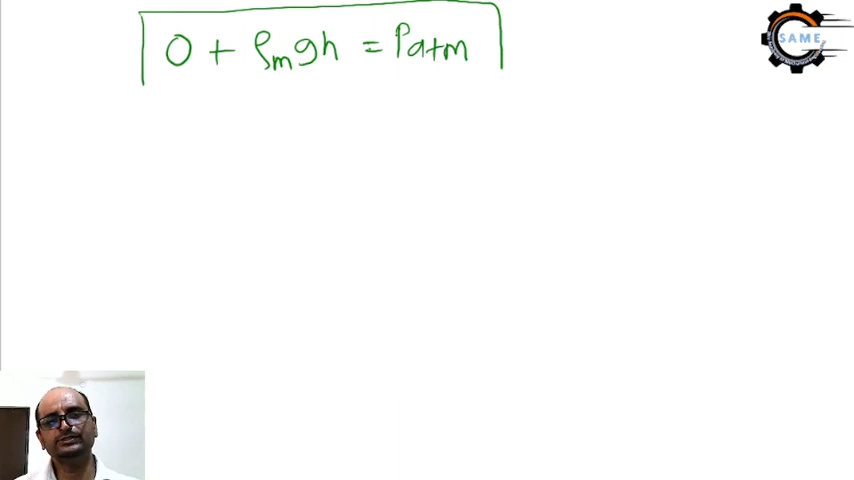 0 + ρmgh = Patm
SAME